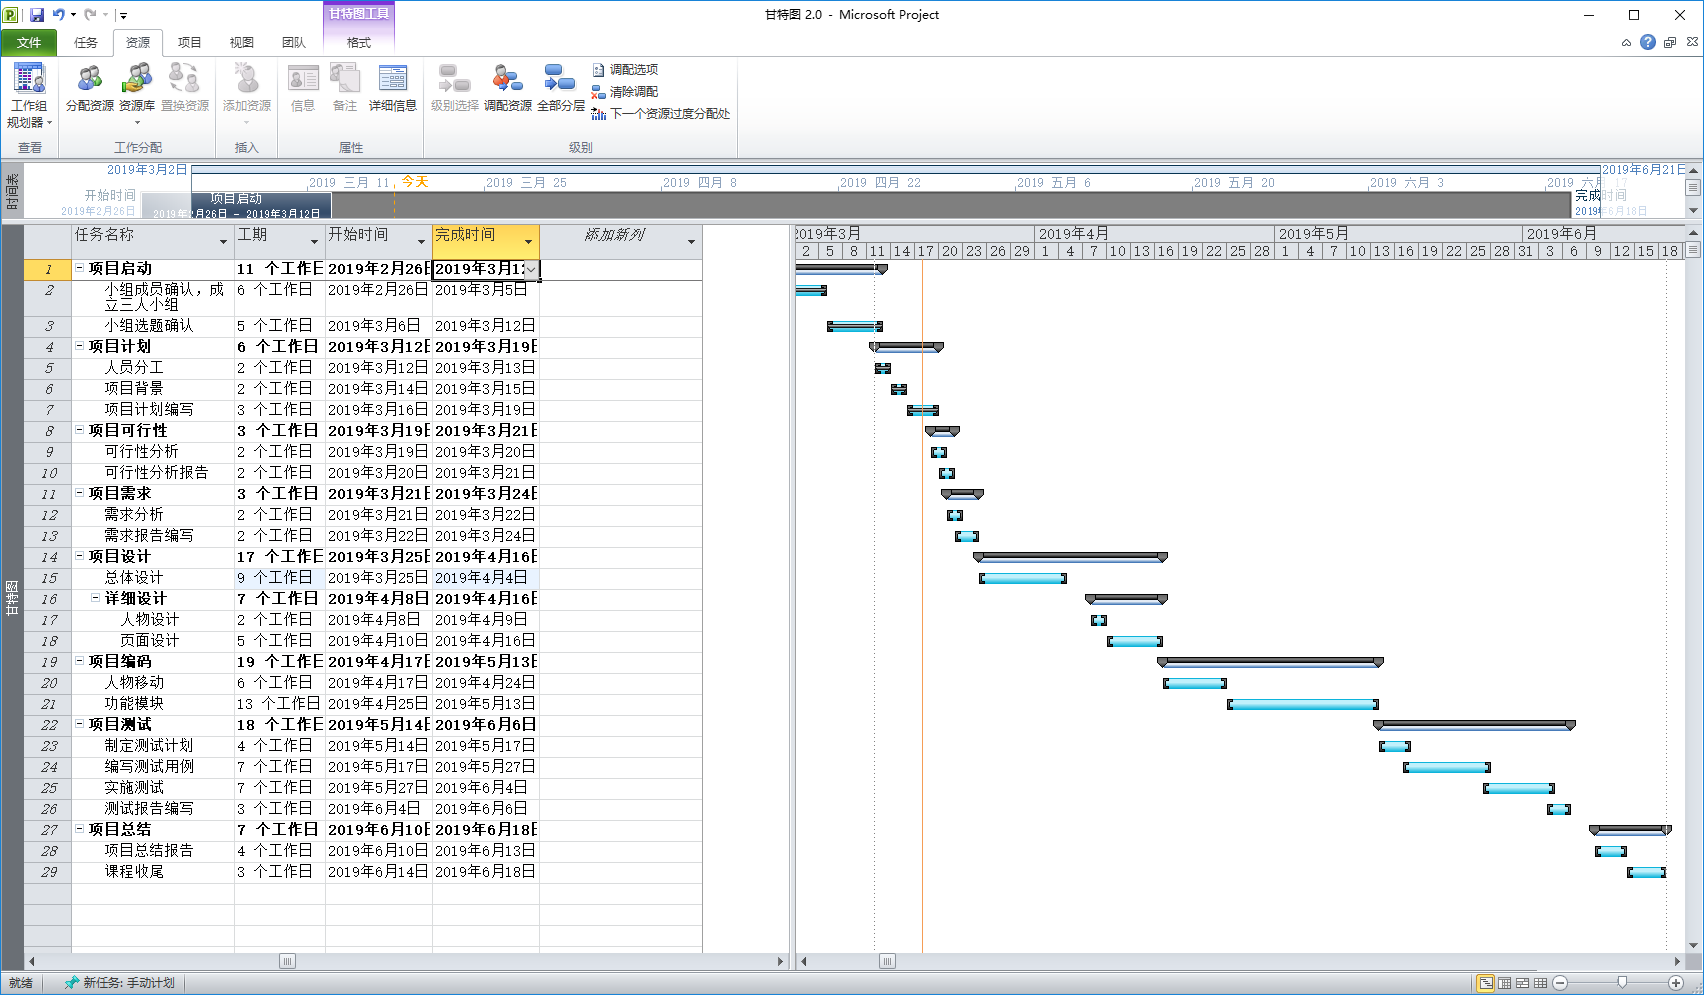 甘特图工具
甘特图 2.0 - Microsoft Project
文件 任务 资源 项目 视图 团队 格式
工作组规划器 分配资源 资源库 置换资源 添加资源 信息 备注 详细信息 级别选择 调配资源 全部分层
调配选项
清除调配
下一个资源过度分配处
查看 工作分配 插入 属性 级别
时间表
2019年3月2日 2019年6月21日
2019 三月 11 今天 2019 三月 25 2019 四月 8 2019 四月 22 2019 五月 6 2019 五月 20 2019 六月 3 2019 六月 17
开始时间 项目启动 完成时间
2019年2月26日 2019年2月26日 - 2019年3月12日 2019年6月18日
甘特图
任务名称 工期 开始时间 完成时间 添加新列
2019年3月 2019年4月 2019年5月 2019年6月
2 5 8 11 14 17 20 23 26 29 1 4 7 10 13 16 19 22 25 28 1 4 7 10 13 16 19 22 25 28 31 3 6 9 12 15 18
1 项目启动 11 个工作日 2019年2月26日 2019年3月12
2 小组成员确认，成立三人小组 6 个工作日 2019年2月26日 2019年3月5日
3 小组选题确认 5 个工作日 2019年3月6日 2019年3月12日
4 项目计划 6 个工作日 2019年3月12日 2019年3月19日
5 人员分工 2 个工作日 2019年3月12日 2019年3月13日
6 项目背景 2 个工作日 2019年3月14日 2019年3月15日
7 项目计划编写 3 个工作日 2019年3月16日 2019年3月19日
8 项目可行性 3 个工作日 2019年3月19日 2019年3月21日
9 可行性分析 2 个工作日 2019年3月19日 2019年3月20日
10 可行性分析报告 2 个工作日 2019年3月20日 2019年3月21日
11 项目需求 3 个工作日 2019年3月21日 2019年3月24日
12 需求分析 2 个工作日 2019年3月21日 2019年3月22日
13 需求报告编写 2 个工作日 2019年3月22日 2019年3月24日
14 项目设计 17 个工作日 2019年3月25日 2019年4月16日
15 总体设计 9 个工作日 2019年3月25日 2019年4月4日
16 详细设计 7 个工作日 2019年4月8日 2019年4月16日
17 人物设计 2 个工作日 2019年4月8日 2019年4月9日
18 页面设计 5 个工作日 2019年4月10日 2019年4月16日
19 项目编码 19 个工作日 2019年4月17日 2019年5月13日
20 人物移动 6 个工作日 2019年4月17日 2019年4月24日
21 功能模块 13 个工作日 2019年4月25日 2019年5月13日
22 项目测试 18 个工作日 2019年5月14日 2019年6月6日
23 制定测试计划 4 个工作日 2019年5月14日 2019年5月17日
24 编写测试用例 7 个工作日 2019年5月17日 2019年5月27日
25 实施测试 7 个工作日 2019年5月27日 2019年6月4日
26 测试报告编写 3 个工作日 2019年6月4日 2019年6月6日
27 项目总结 7 个工作日 2019年6月10日 2019年6月18日
28 项目总结报告 4 个工作日 2019年6月10日 2019年6月13日
29 课程收尾 3 个工作日 2019年6月14日 2019年6月18日
就绪 新任务: 手动计划